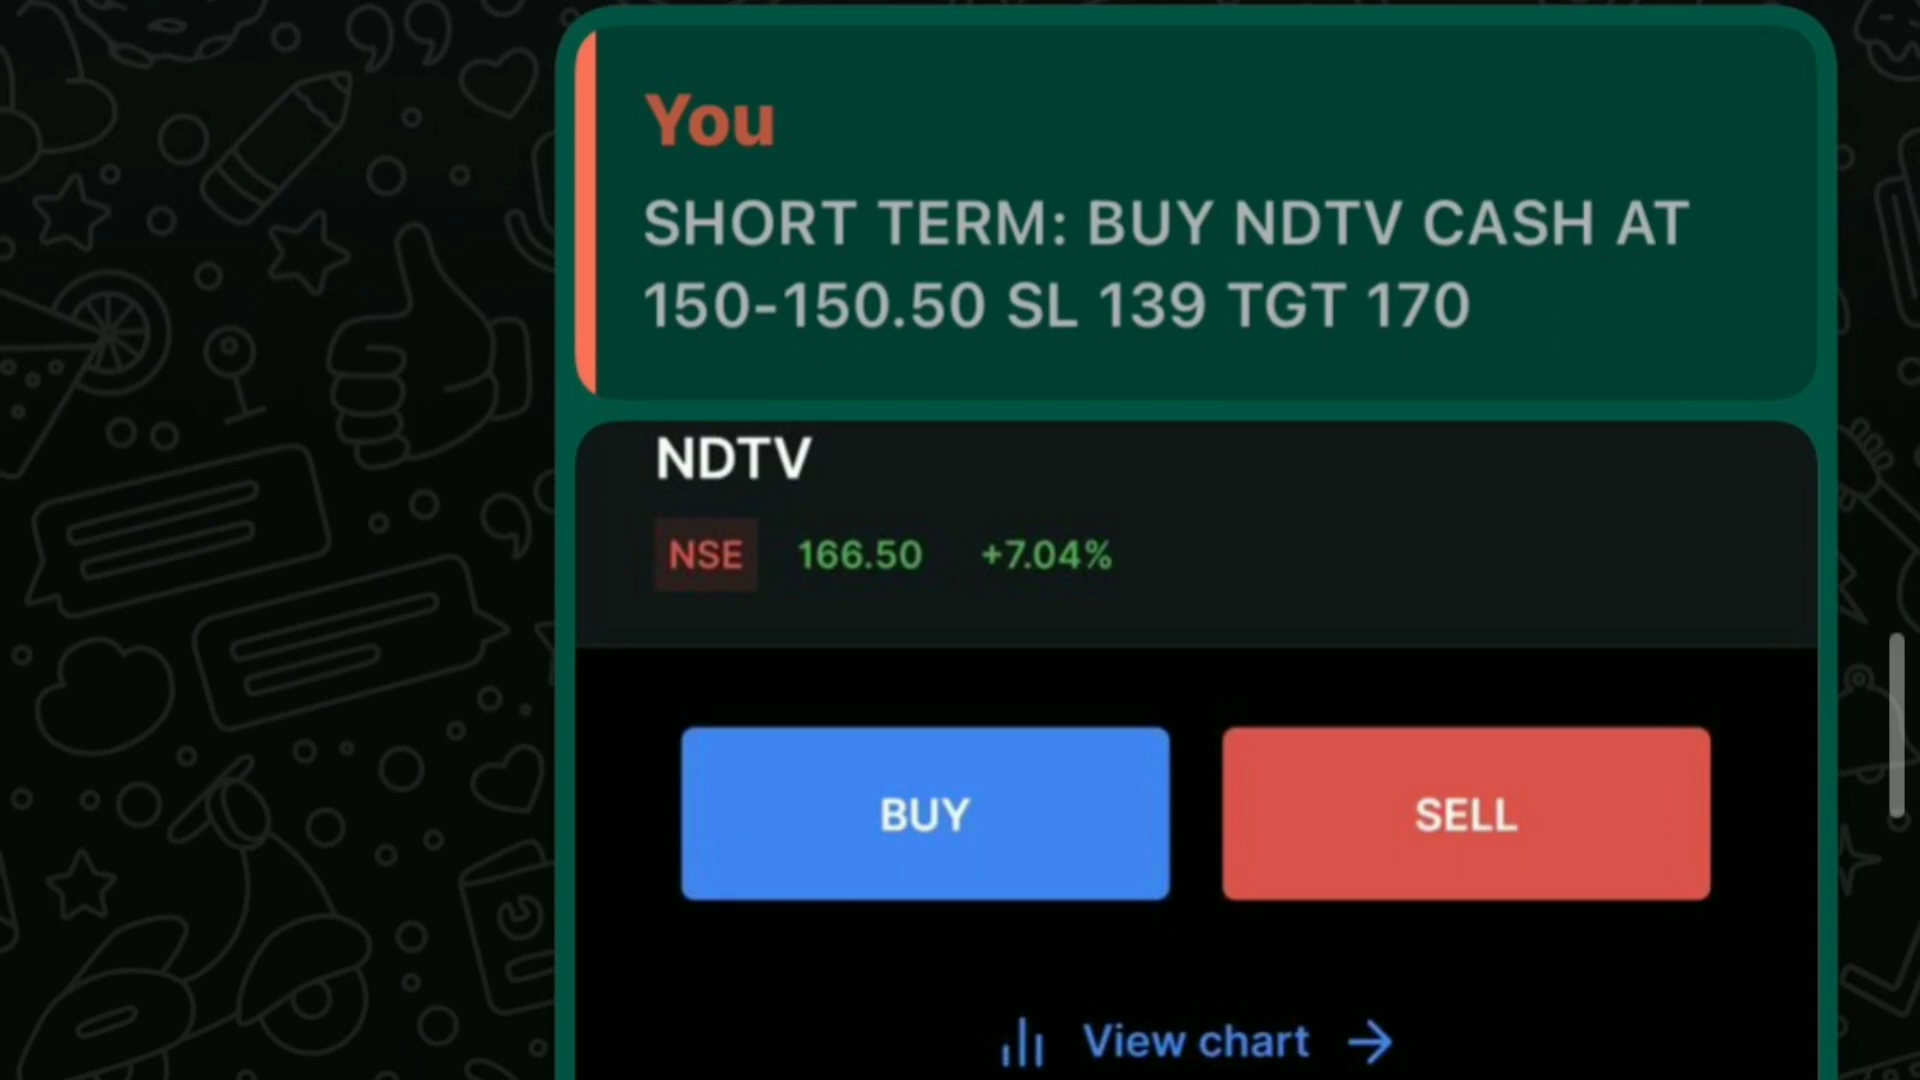 You
SHORT TERM: BUY NDTV CASH AT
150-150.50 SL 139 TGT 170
NDTV
NSE 166.50 +7.04%
BUY SELL
View chart